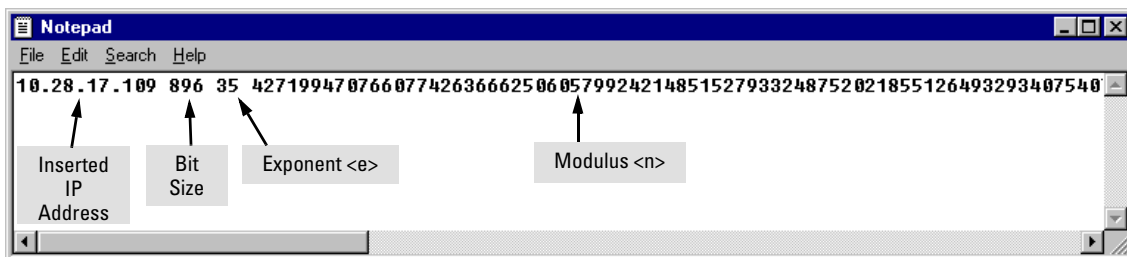 Notepad
File Edit Search Help
10.28.17.109 896 35 427199470766077426366625060579924214851527933248752021855126493293407540
Inserted
IP
Address
Bit
Size
Exponent <e>
Modulus <n>